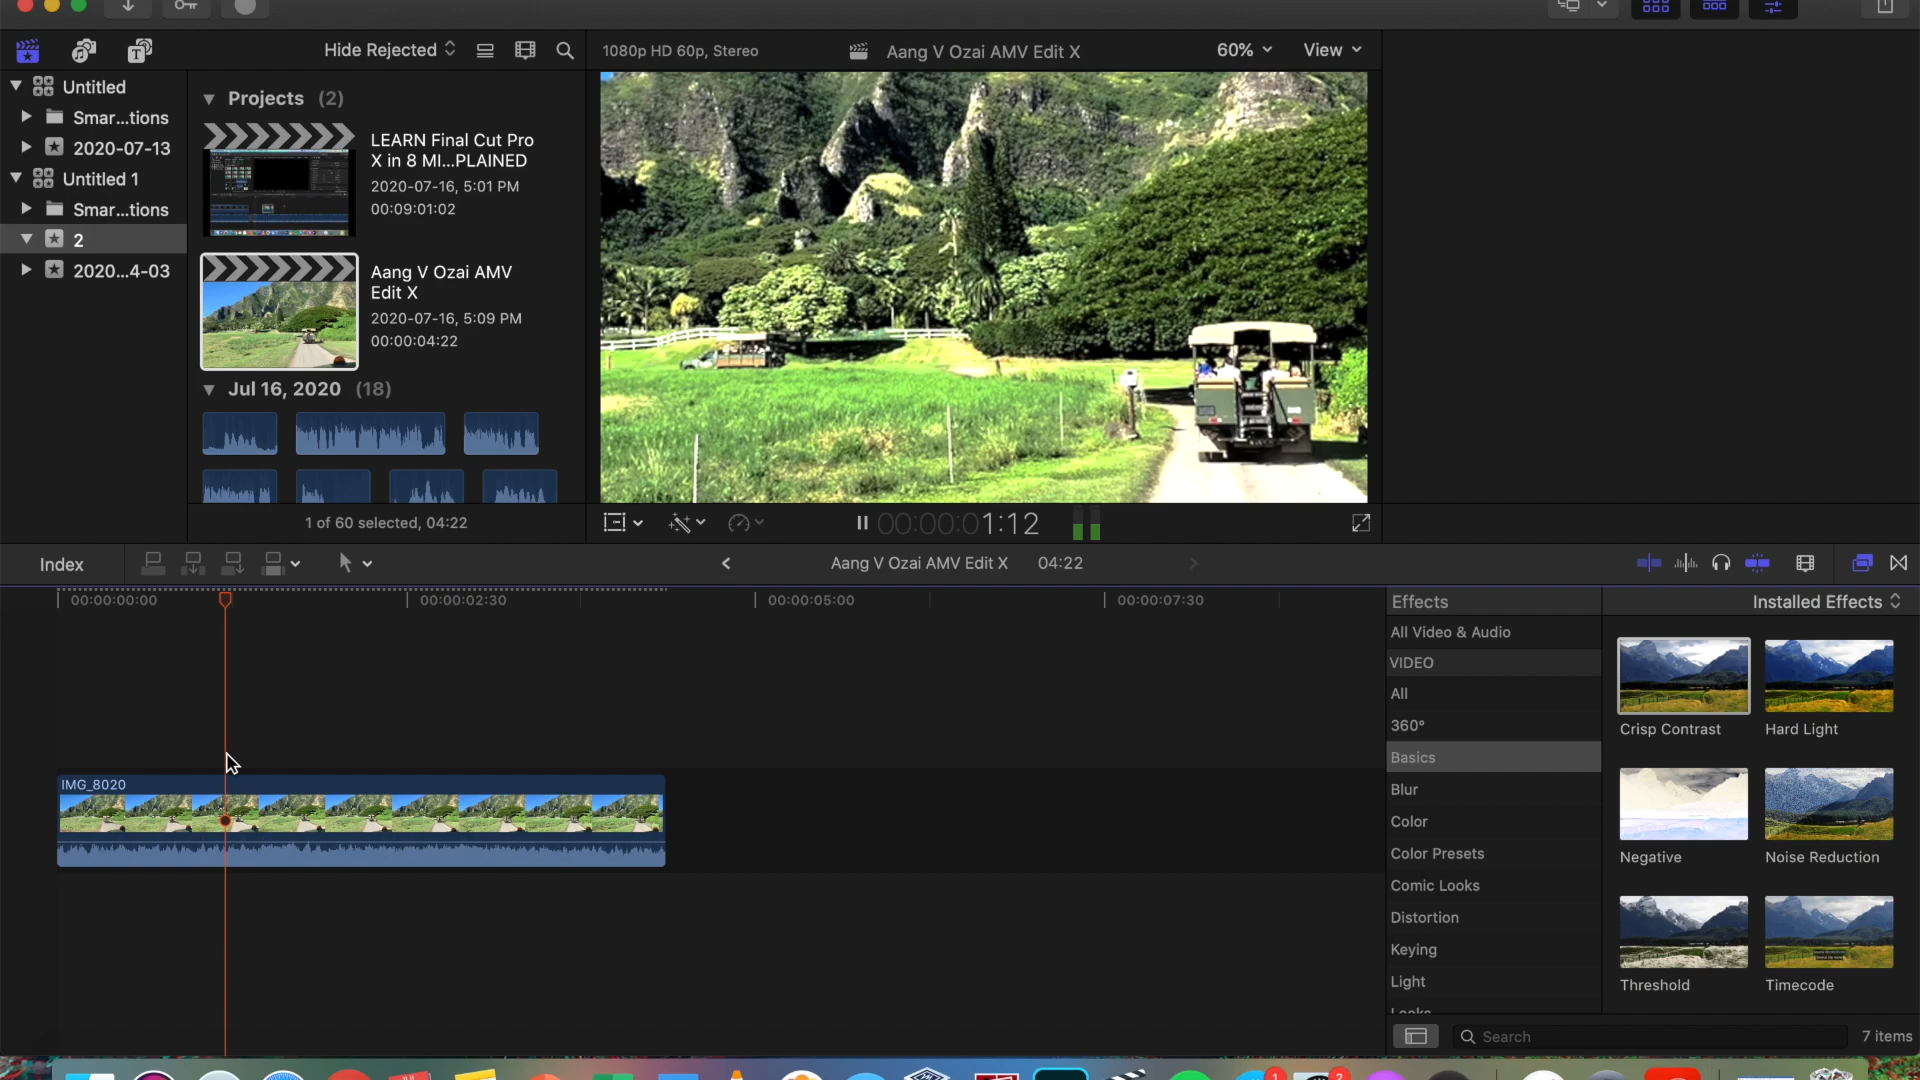 Hide Rejected
1080p HD 60p, Stereo
Aang V Ozai AMV Edit X
60%
View
Untitled
Smar...tions
2020-07-13
Untitled 1
Smar...tions
2
2020...4-03
Projects (2)
LEARN Final Cut Pro
X in 8 MI...PLAINED
2020-07-16, 5:01 PM
00:09:01:02
Aang V Ozai AMV
Edit X
2020-07-16, 5:09 PM
00:00:04:22
Jul 16, 2020 (18)
1 of 60 selected, 04:22
00:00:01:12
Index
Aang V Ozai AMV Edit X 04:22
00:00:00:00
00:00:02:30
00:00:05:00
00:00:07:30
IMG_8020
Effects
Installed Effects
All Video & Audio
VIDEO
All
360°
Basics
Blur
Color
Color Presets
Comic Looks
Distortion
Keying
Light
Looks
Crisp Contrast
Hard Light
Negative
Noise Reduction
Threshold
Timecode
Search
7 items
1
2